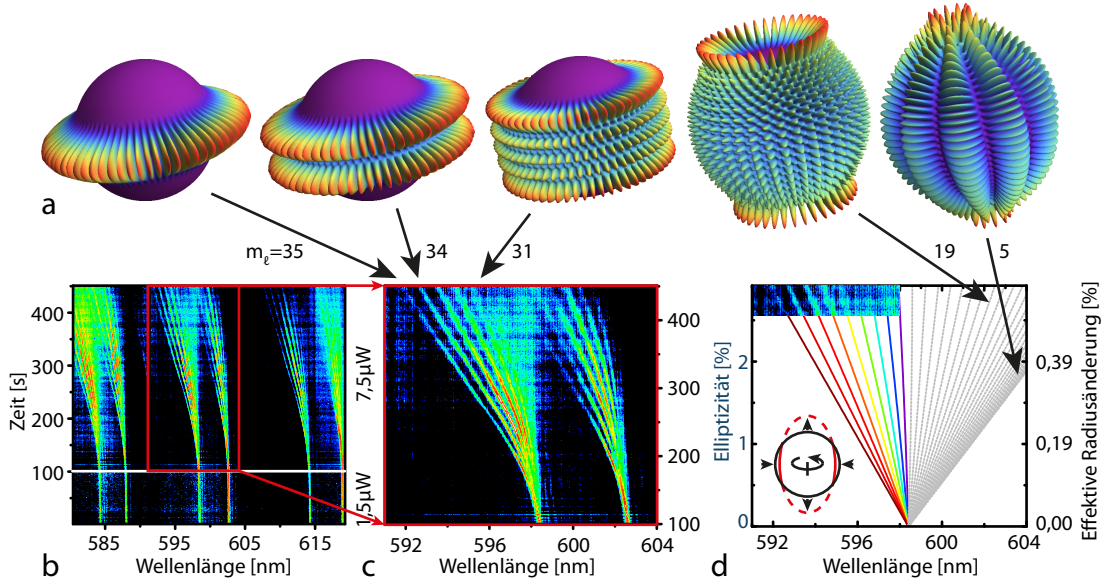 a
mℓ=35
34
31
19
5
400
300
200
100
Zeit [s]
585
595
605
615
Wellenlänge [nm]
b
7,5µW
1,5µW
592
596
600
604
Wellenlänge [nm]
c
400
300
200
100
2
1
0
Elliptizität [%]
0,39
0,19
0,00
Effektive Radiusänderung [%]
592
596
600
604
Wellenlänge [nm]
d